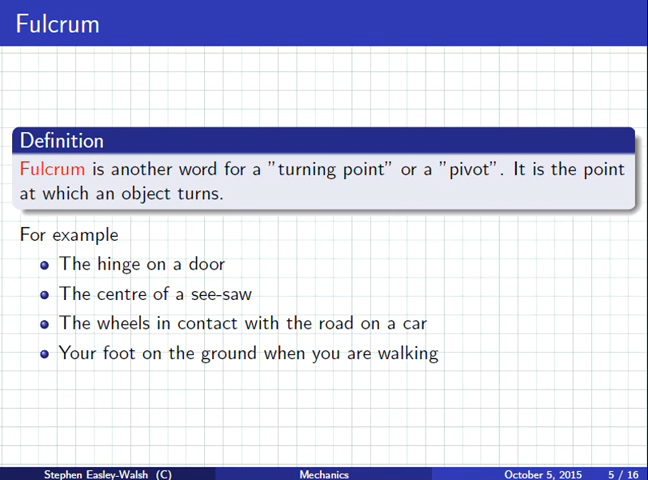 Fulcrum
Definition
Fulcrum is another word for a ”turning point” or a ”pivot”. It is the point
at which an object turns.
For example
The hinge on a door
The centre of a see-saw
The wheels in contact with the road on a car
Your foot on the ground when you are walking
Stephen Easley-Walsh (C) Mechanics October 5, 2015 5 / 16